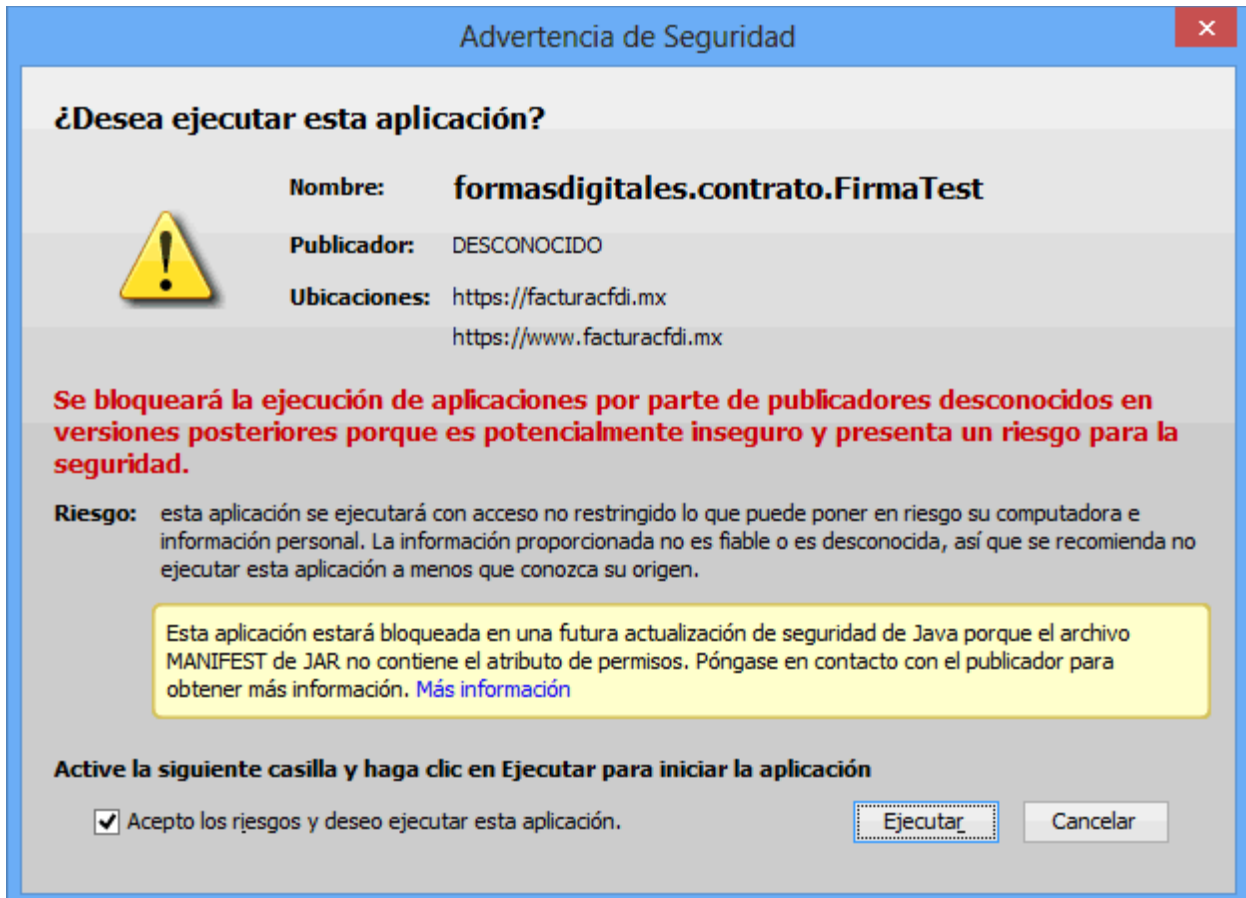 Advertencia de Seguridad
¿Desea ejecutar esta aplicación?
Nombre: formasdigitales.contrato.FirmaTest
Publicador: DESCONOCIDO
Ubicaciones: https://facturacfdi.mx
https://www.facturacfdi.mx
Se bloqueará la ejecución de aplicaciones por parte de publicadores desconocidos en
versiones posteriores porque es potencialmente inseguro y presenta un riesgo para la
seguridad.
Riesgo: esta aplicación se ejecutará con acceso no restringido lo que puede poner en riesgo su computadora e
información personal. La información proporcionada no es fiable o es desconocida, así que se recomienda no
ejecutar esta aplicación a menos que conozca su origen.
Esta aplicación estará bloqueada en una futura actualización de seguridad de Java porque el archivo
MANIFEST de JAR no contiene el atributo de permisos. Póngase en contacto con el publicador para
obtener más información. Más información
Active la siguiente casilla y haga clic en Ejecutar para iniciar la aplicación
Acepto los riesgos y deseo ejecutar esta aplicación.
Ejecutar
Cancelar